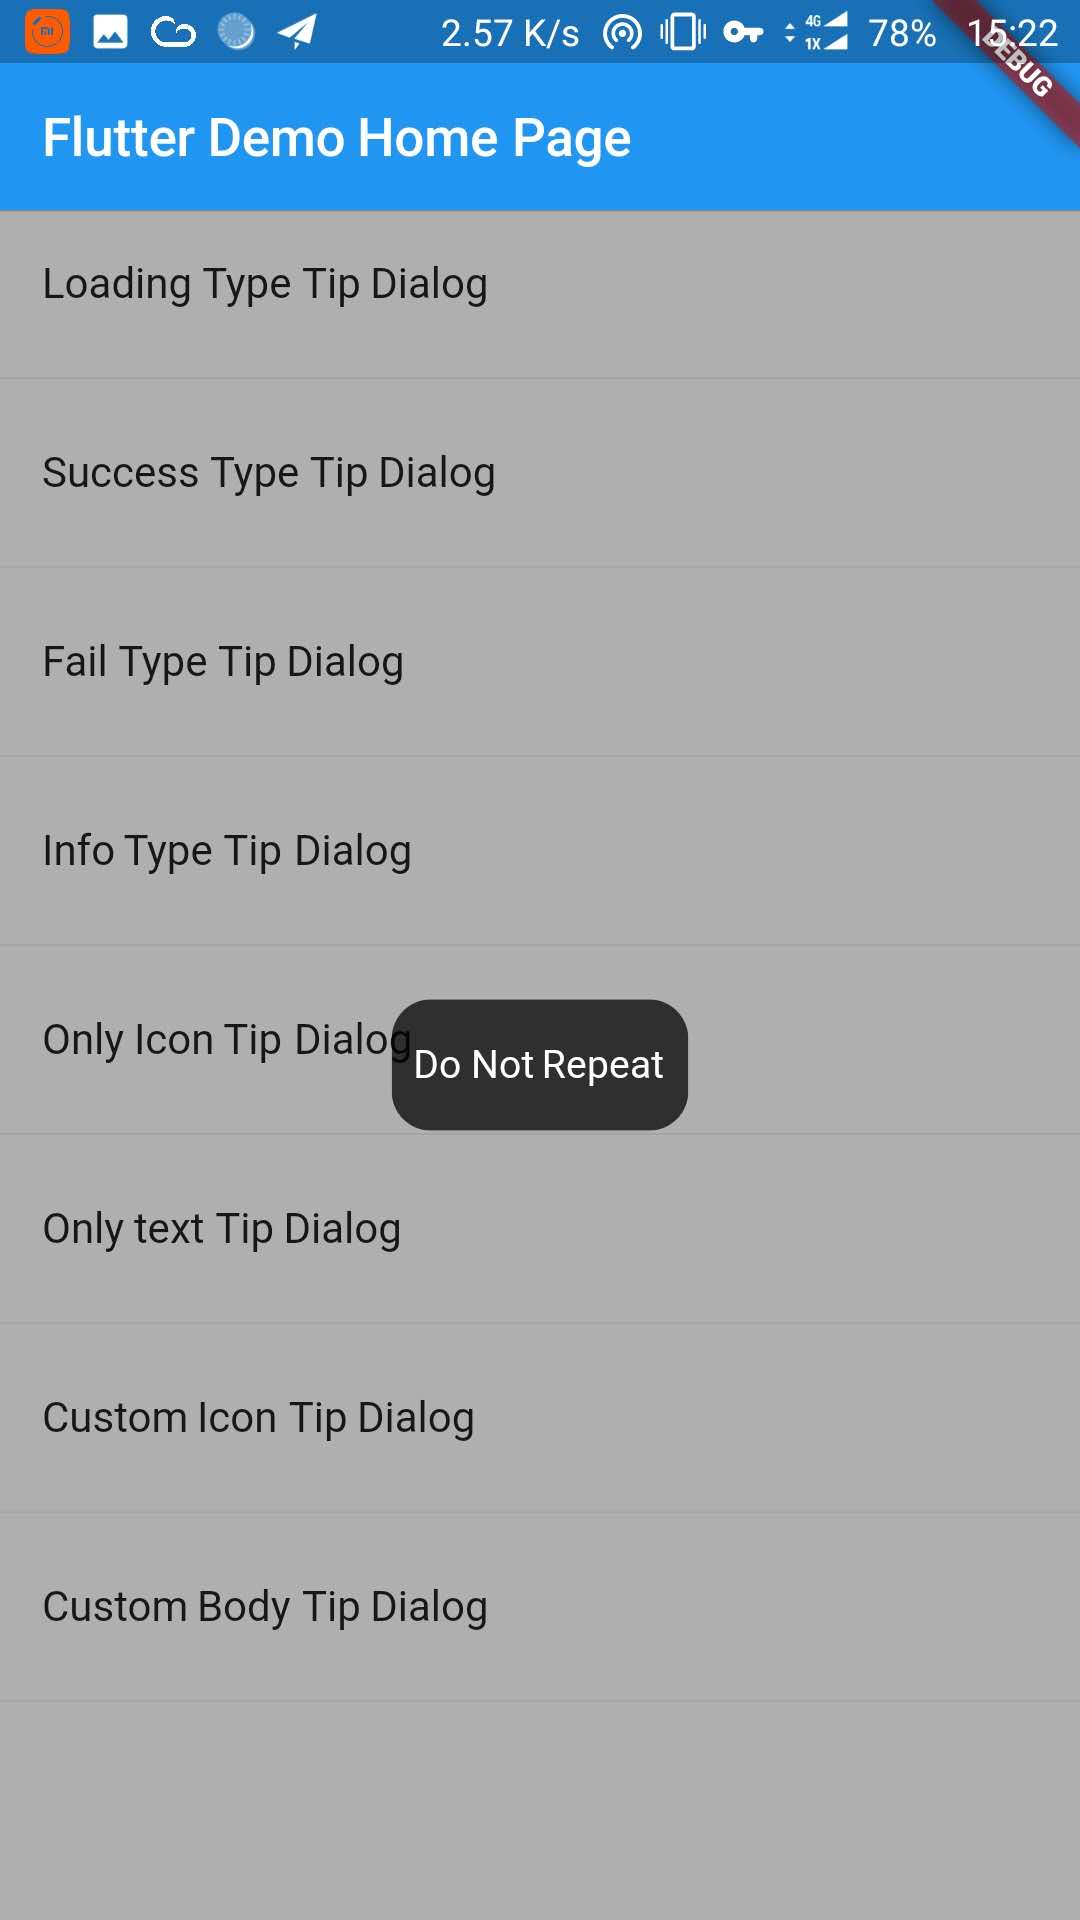 2.57 K/s 4G 1X 78% 15:22
DEBUG
Flutter Demo Home Page
Loading Type Tip Dialog
Success Type Tip Dialog
Fail Type Tip Dialog
Info Type Tip Dialog
Only Icon Tip Dialog
Do Not Repeat
Only text Tip Dialog
Custom Icon Tip Dialog
Custom Body Tip Dialog